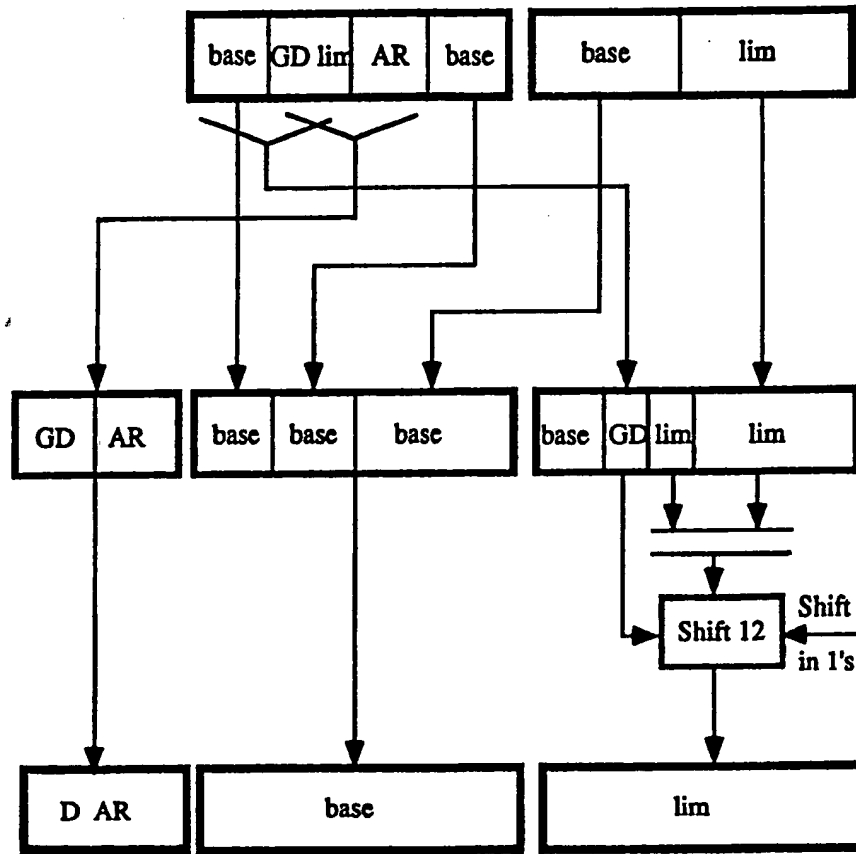 base GD lim AR base base lim
GD AR base base base base GD lim lim
Shift
Shift 12
in 1's
D AR base lim